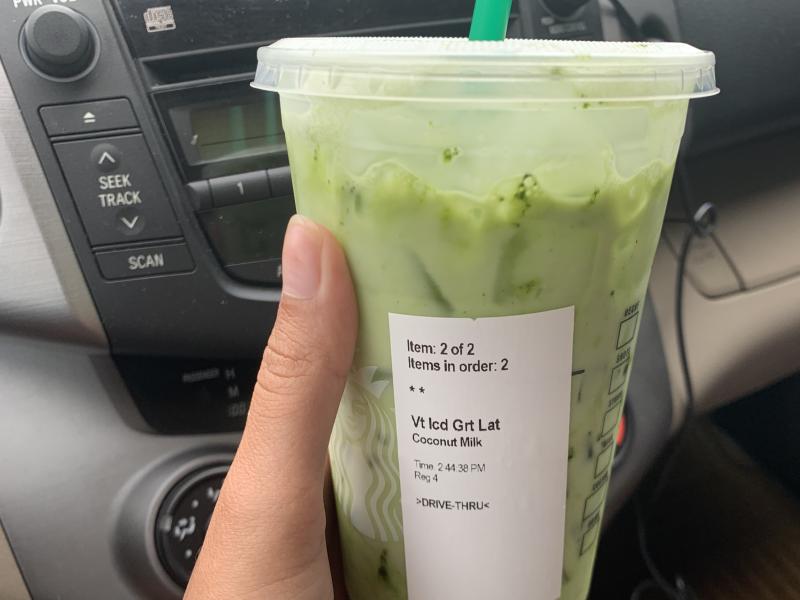 PWR VOL
SEEK
TRACK
SCAN
1
PASSENGER
Item: 2 of 2
Items in order: 2
**
Vt Icd Grt Lat
Coconut Milk
Time: 2:44:38 PM
Reg 4
>DRIVE-THRU<